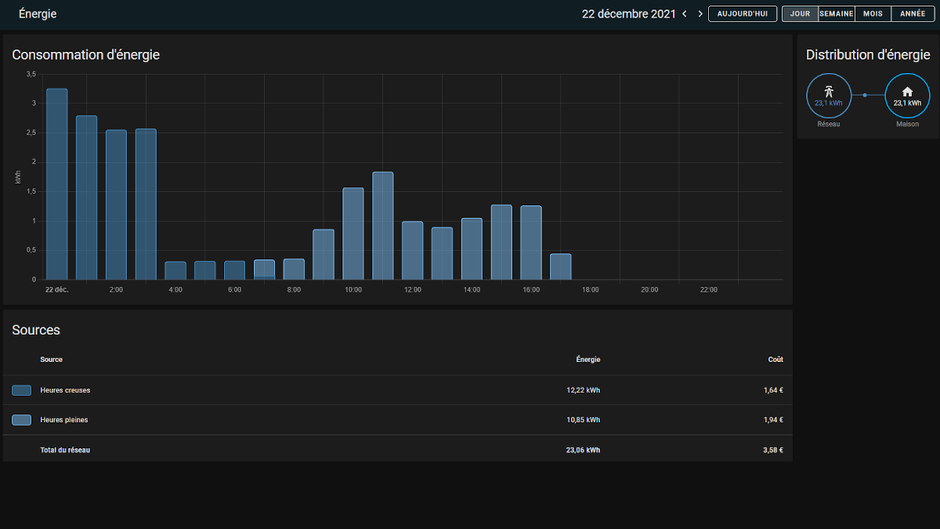 Énergie
22 décembre 2021
AUJOURD'HUI
JOUR SEMAINE MOIS ANNÉE
Consommation d'énergie
3,5
3
2,5
2
1,5
1
0,5
0
kWh
22 déc. 2:00 4:00 6:00 8:00 10:00 12:00 14:00 16:00 18:00 20:00 22:00
Distribution d'énergie
23,1 kWh 23,1 kWh
Réseau Maison
Sources
Source Énergie Coût
Heures creuses 12,22 kWh 1,64 €
Heures pleines 10,85 kWh 1,94 €
Total du réseau 23,06 kWh 3,58 €